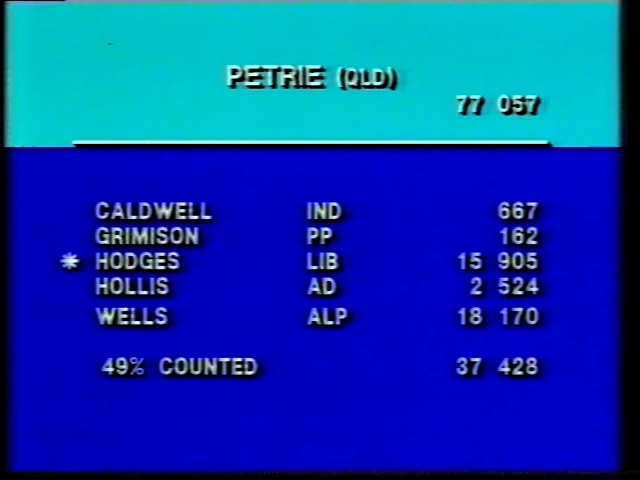 PETRIE (QLD)
77 057
CALDWELL IND 667
GRIMISON PP 162
* HODGES LIB 15 905
HOLLIS AD 2 524
WELLS ALP 18 170
49% COUNTED 37 428